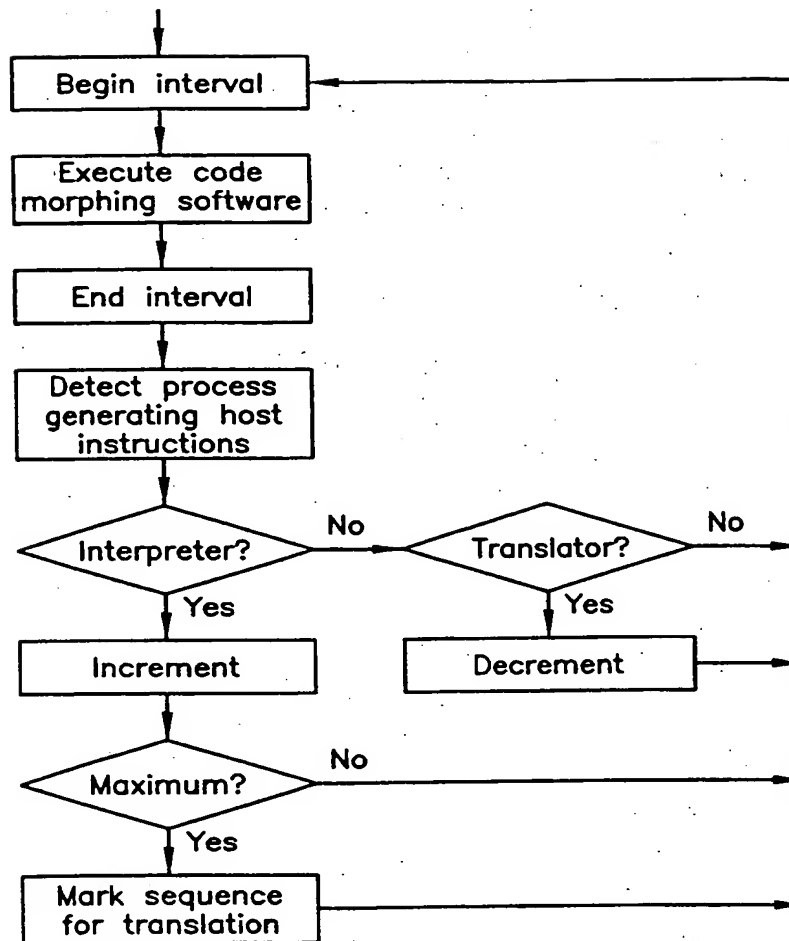 Begin interval
Execute code
morphing software
End interval
Detect process
generating host
instructions
Interpreter?
No
Translator?
No
Yes
Yes
Increment
Decrement
Maximum?
No
Yes
Mark sequence
for translation